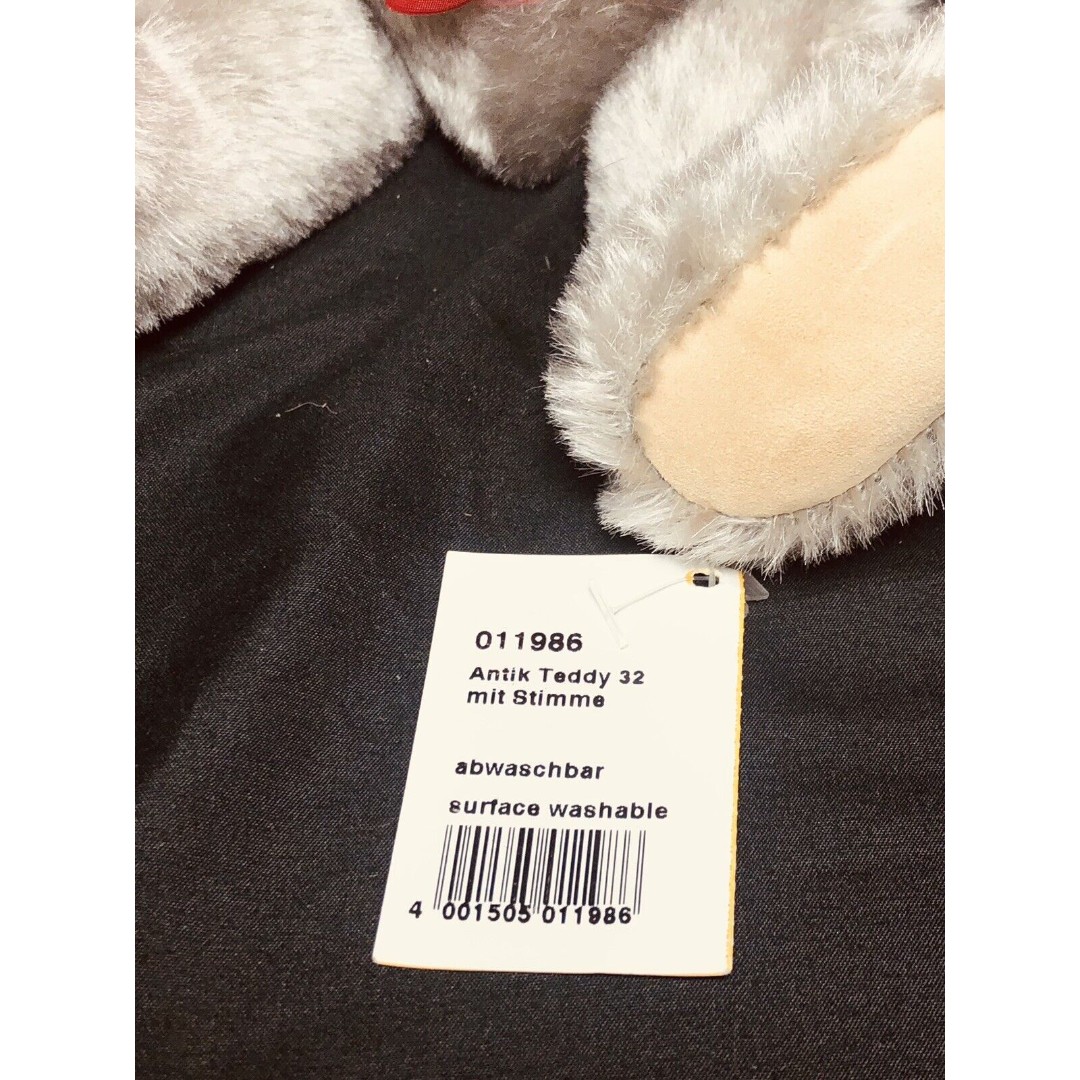 011986
Antik Teddy 32
mit Stimme
abwaschbar
surface washable
4 001505 011986